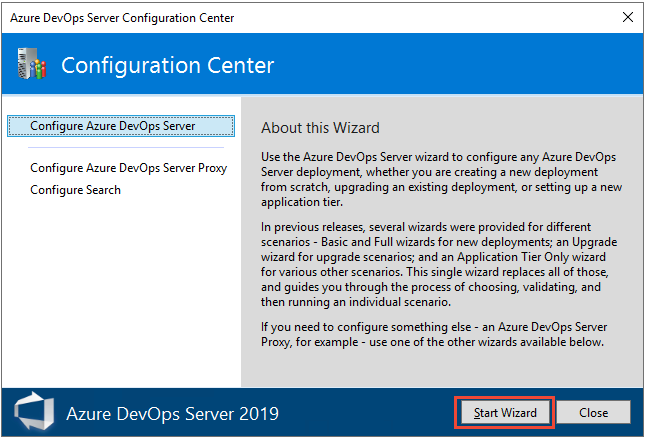 Azure DevOps Server Configuration Center
Configuration Center
Configure Azure DevOps Server
Configure Azure DevOps Server Proxy
Configure Search
About this Wizard
Use the Azure DevOps Server wizard to configure any Azure DevOps
Server deployment, whether you are creating a new deployment
from scratch, upgrading an existing deployment, or setting up a new
application tier.
In previous releases, several wizards were provided for different
scenarios - Basic and Full wizards for new deployments; an Upgrade
wizard for upgrade scenarios; and an Application Tier Only wizard
for various other scenarios. This single wizard replaces all of those,
and guides you through the process of choosing, validating, and
then running an individual scenario.
If you need to configure something else - an Azure DevOps Server
Proxy, for example - use one of the other wizards available below.
Azure DevOps Server 2019
Start Wizard
Close